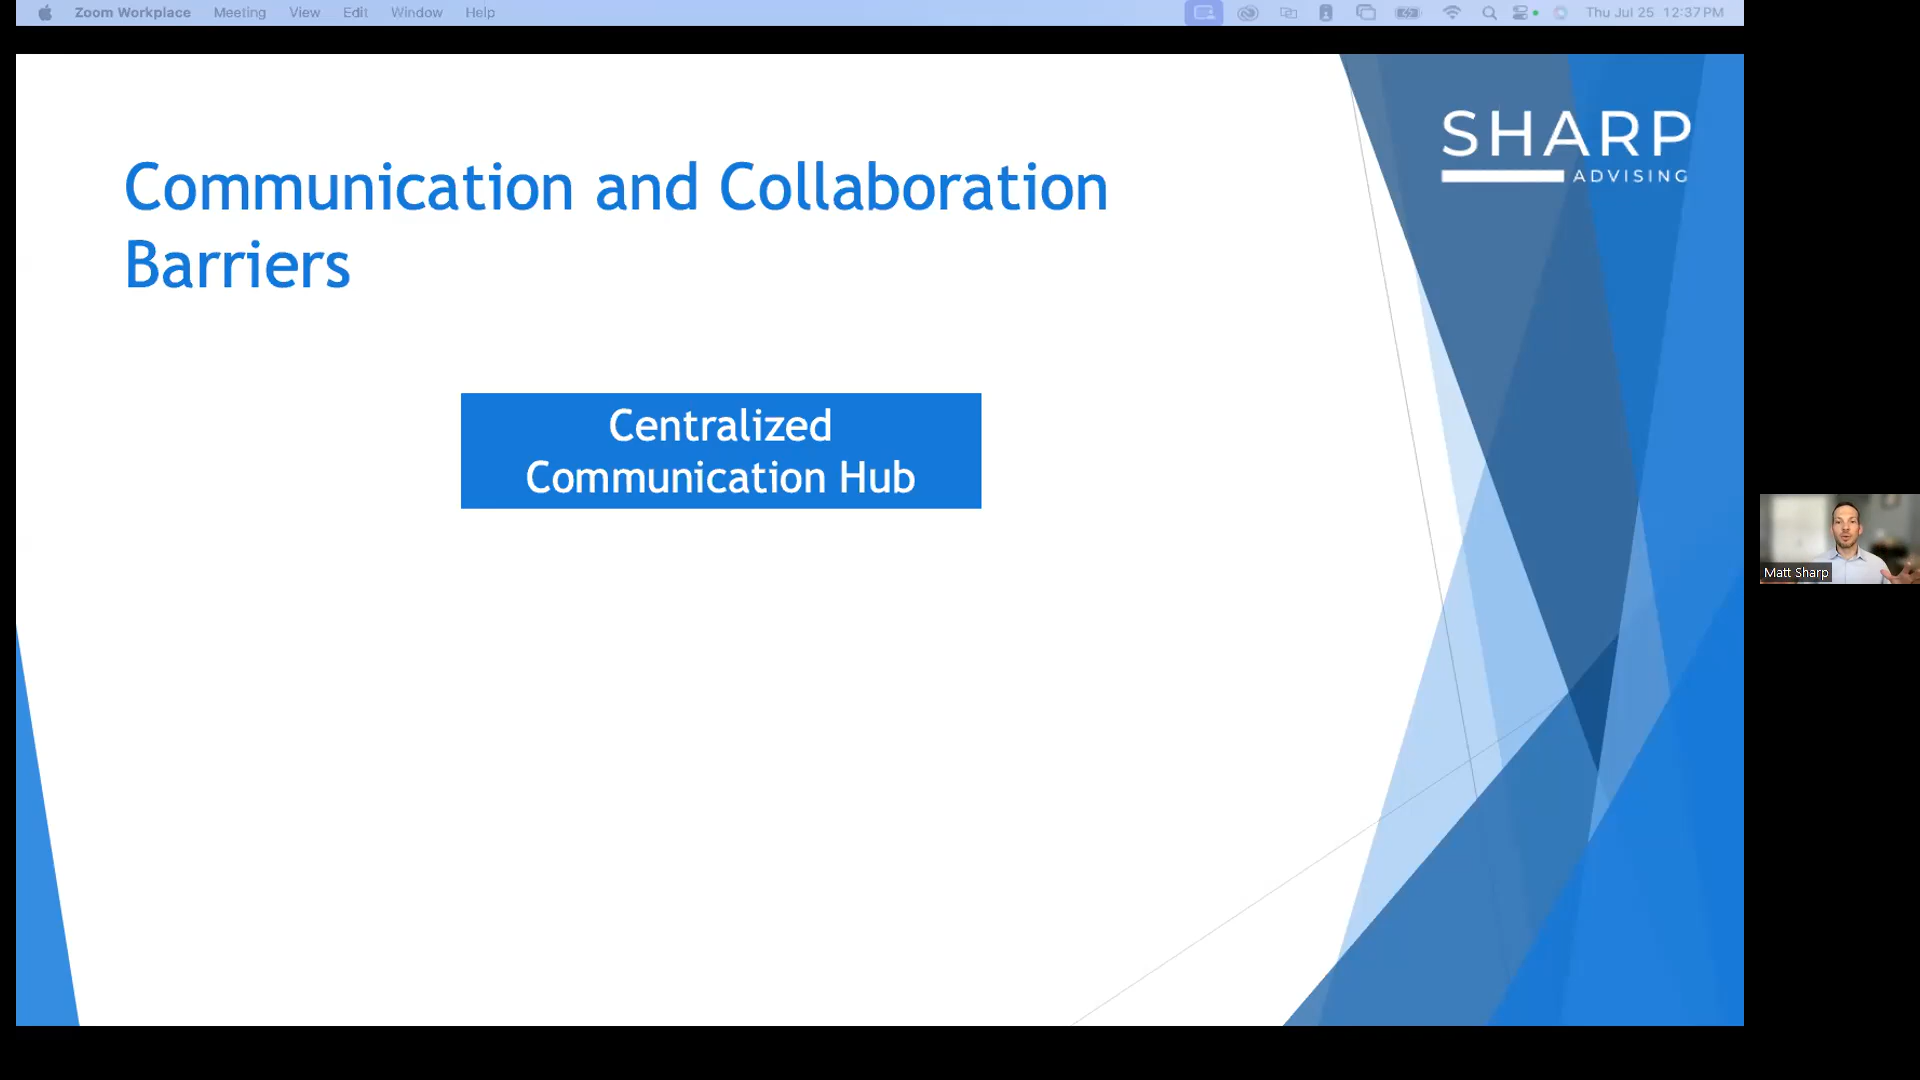 Zoom Workplace Meeting View Edit Window Help Thu Jul 25 12:37 PM
SHARP
ADVISING
Communication and Collaboration
Barriers
Centralized
Communication Hub
Matt Sharp